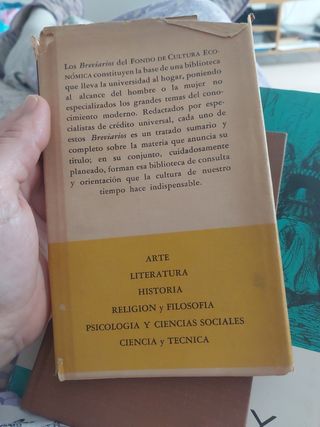 Los Breviarios del FONDO DE CULTURA ECO-
NÓMICA constituyen la base de una biblioteca
que lleva la universidad al hogar, poniendo
al alcance del hombre o la mujer no
especializados los grandes temas del cono-
cimiento moderno. Redactados por espe-
cialistas de crédito universal, cada uno de
estos Breviarios es un tratado sumario y
completo sobre la materia que anuncia su
título; en su conjunto, cuidadosamente
planeado, forman esa biblioteca de consulta
y orientación que la cultura de nuestro
tiempo hace indispensable.
ARTE
LITERATURA
HISTORIA
RELIGION y FILOSOFIA
PSICOLOGIA Y CIENCIAS SOCIALES
CIENCIA y TECNICA